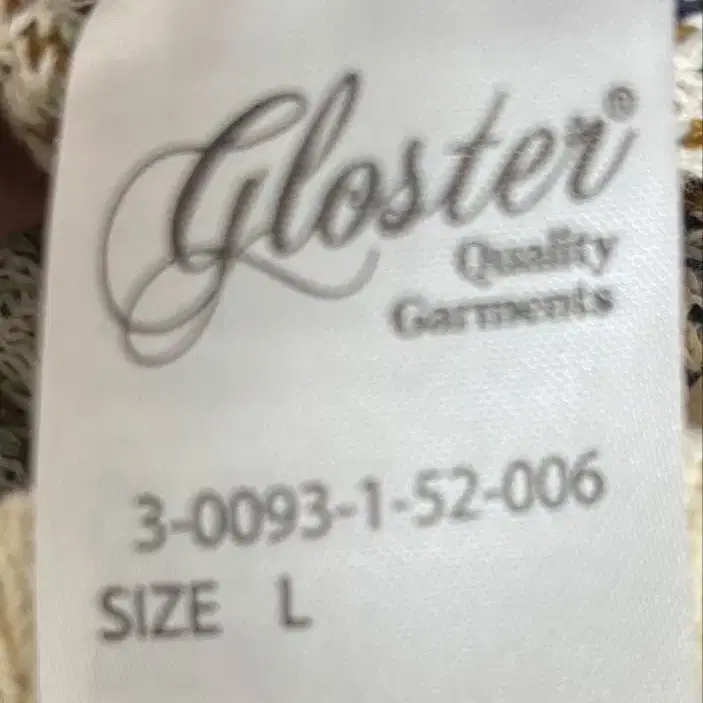 Gloster®
Quality
Garments
3-0093-1-52-006
SIZE L